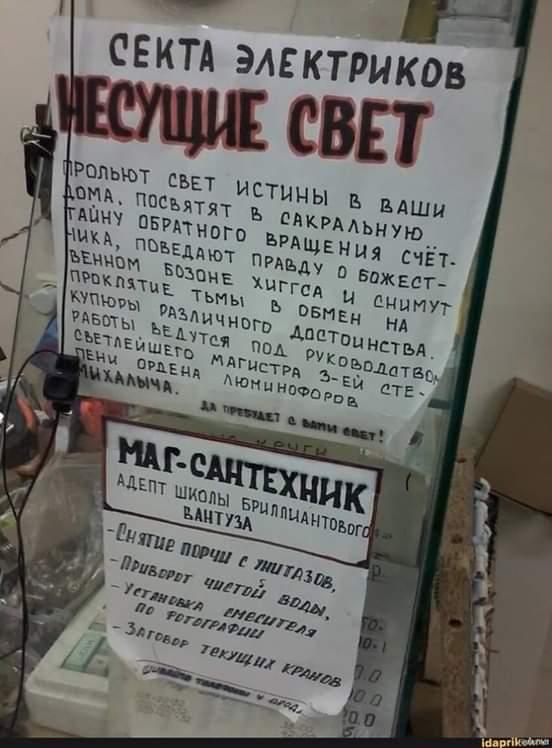 СЕКТА ЭЛЕКТРИКОВ
НЕСУЩИЕ СВЕТ
ПРОЛЬЮТ СВЕТ ИСТИНЫ В ВАШИ
ДОМА, ПОСВЯТЯТ В САКРАЛЬНУЮ
ТАЙНУ ОБРАТНОГО ВРАЩЕНИЯ СЧЁТ-
ЧИКА, ПОВЕДАЮТ ПРАВДУ О БОЖЕСТ-
ВЕННОМ БОЗОНЕ ХИГГСА И СНИМУТ
ПРОКЛЯТИЕ ТЬМЫ В ОБМЕН НА
КУПЮРЫ РАЗЛИЧНОГО ДОСТОИНСТВА.
РАБОТЫ ВЕДУТСЯ ПОД РУКОВОДСТВОМ
СВЕТЛЕЙШЕГО МАГИСТРА 3-ЕЙ СТЕ-
ПЕНИ ОРДЕНА ЛЮМИНОФОРОВ
МИХАЛЫЧА.
ДА ПРЕБУДЕТ С ВАМИ СВЕТ!
МАГ-САНТЕХНИК
АДЕПТ ШКОЛЫ БРИЛЛИАНТОВОГО
ВАНТУЗА
-СНЯТИЕ ПОРЧИ С УНИТАЗОВ,
-ПРИВОРОТ ЧИСТОЙ ВОДЫ,
-УСТАНОВКА СМЕСИТЕЛЯ
ПО ФОТОГРАФИИ
-ЗАГОВОР ТЕКУЩИХ КРАНОВ